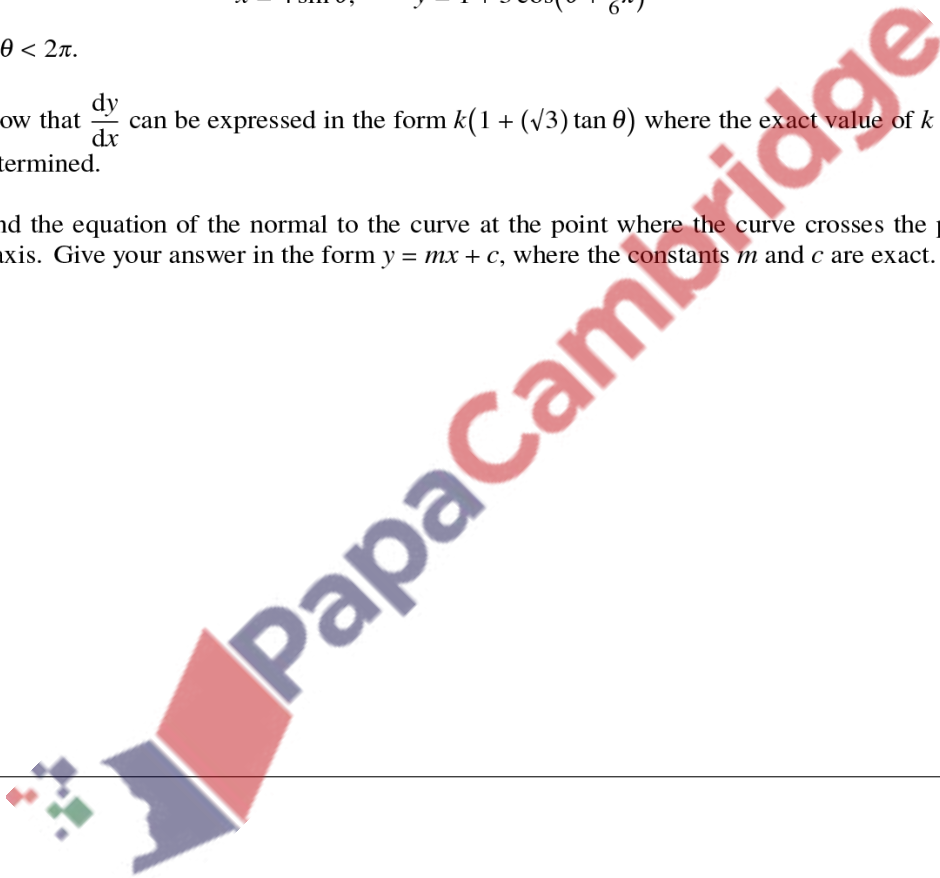 θ < 2π.
ow that dy/dx can be expressed in the form k(1 + (√3) tan θ) where the exact value of k
termined.
nd the equation of the normal to the curve at the point where the curve crosses the
axis. Give your answer in the form y = mx + c, where the constants m and c are exact.
PapaCambridge